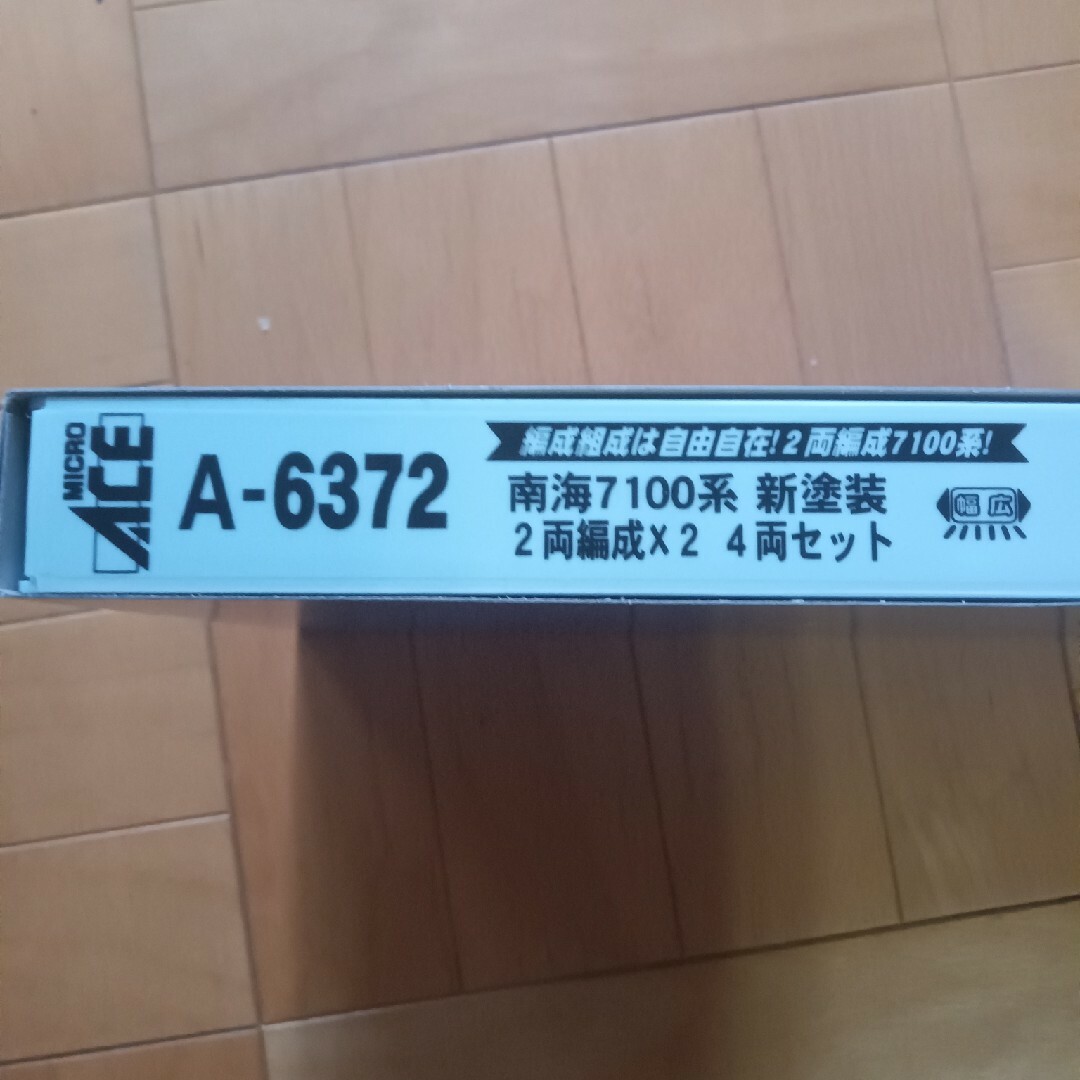 MICRO
ACE
A-6372
編成組成は自由自在!2両編成7100系!
南海7100系 新塗装
2両編成×2 4両セット
幅広